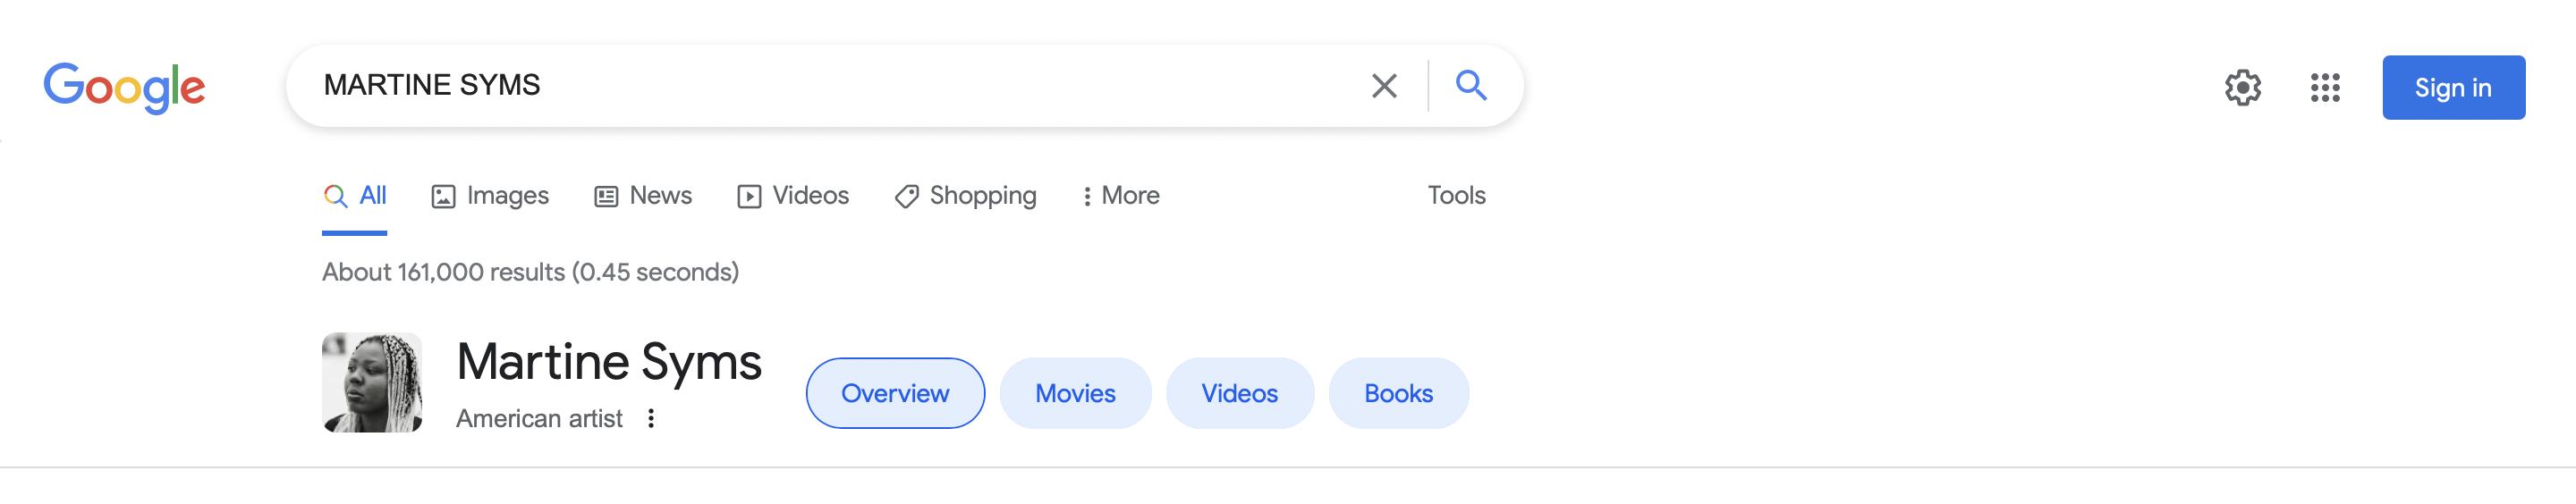 Google
MARTINE SYMS
Sign in
All Images News Videos Shopping More Tools
About 161,000 results (0.45 seconds)
Martine Syms
American artist
Overview Movies Videos Books